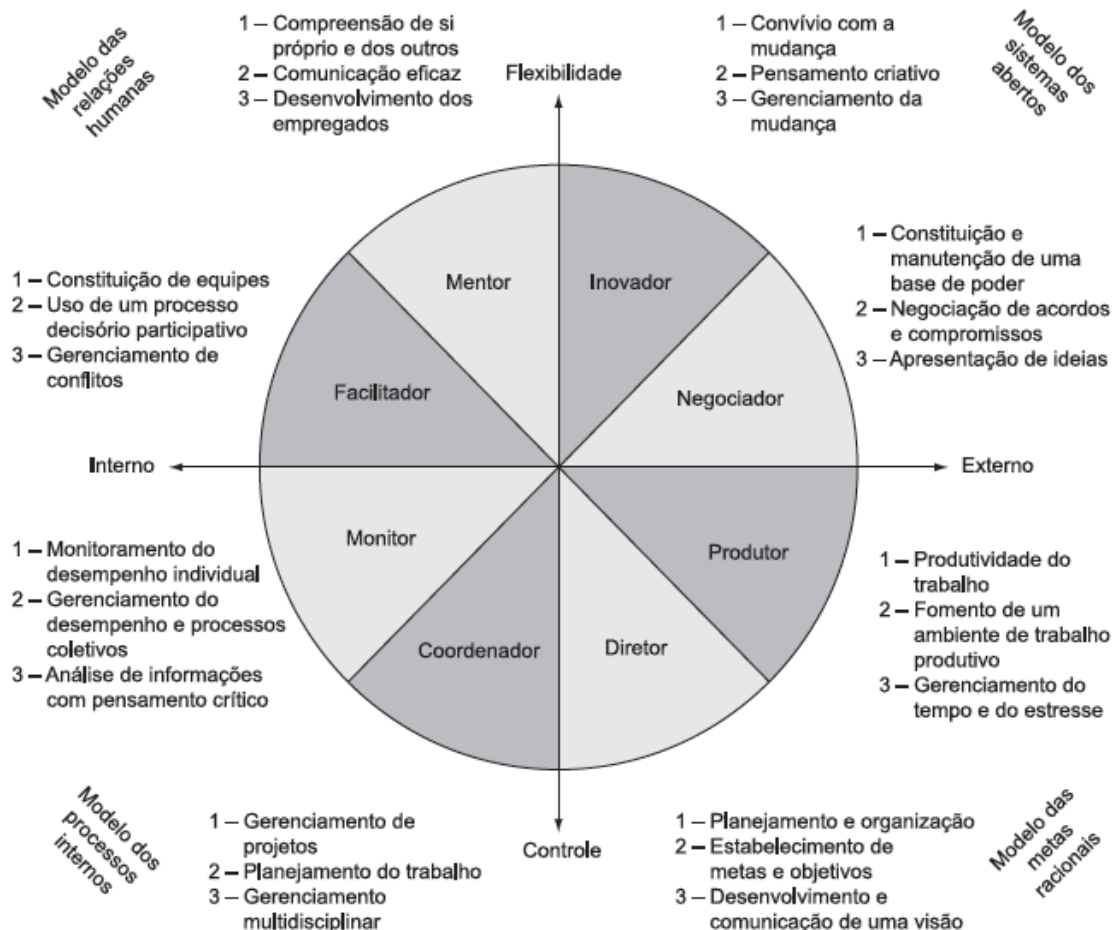 Modelo das
relações
humanas
1 – Compreensão de si
próprio e dos outros
2 – Comunicação eficaz
3 – Desenvolvimento dos
empregados
Flexibilidade
1 – Convívio com a
mudança
2 – Pensamento criativo
3 – Gerenciamento da
mudança
Modelo dos
sistemas
abertos
1 – Constituição de equipes
2 – Uso de um processo
decisório participativo
3 – Gerenciamento de
conflitos
Mentor
Inovador
Facilitador
Negociador
1 – Constituição e
manutenção de uma
base de poder
2 – Negociação de acordos
e compromissos
3 – Apresentação de ideias
Interno
Externo
1 – Monitoramento do
desempenho individual
2 – Gerenciamento do
desempenho e processos
coletivos
3 – Análise de informações
com pensamento crítico
Monitor
Produtor
Coordenador
Diretor
1 – Produtividade do
trabalho
2 – Fomento de um
ambiente de trabalho
produtivo
3 – Gerenciamento do
tempo e do estresse
Modelo dos
processos
internos
1 – Gerenciamento de
projetos
2 – Planejamento do trabalho
3 – Gerenciamento
multidisciplinar
Controle
1 – Planejamento e organização
2 – Estabelecimento de
metas e objetivos
3 – Desenvolvimento e
comunicação de uma visão
Modelo das
metas
racionais